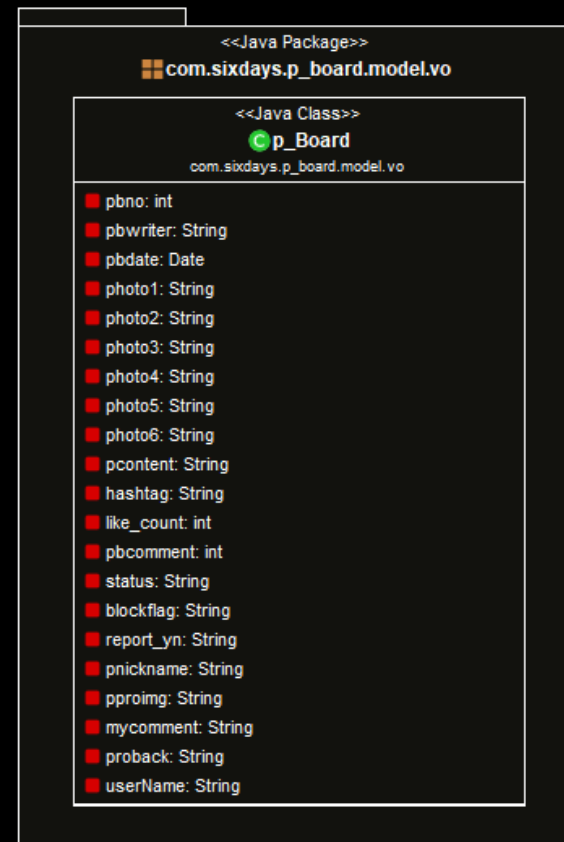 <<Java Package>>
com.sixdays.p_board.model.vo
<<Java Class>>
C p_Board
com.sixdays.p_board.model.vo
pbno: int
pbwriter: String
pbdate: Date
photo1: String
photo2: String
photo3: String
photo4: String
photo5: String
photo6: String
pcontent: String
hashtag: String
like_count: int
pbcomment: int
status: String
blockflag: String
report_yn: String
pnickname: String
pproimg: String
mycomment: String
proback: String
userName: String